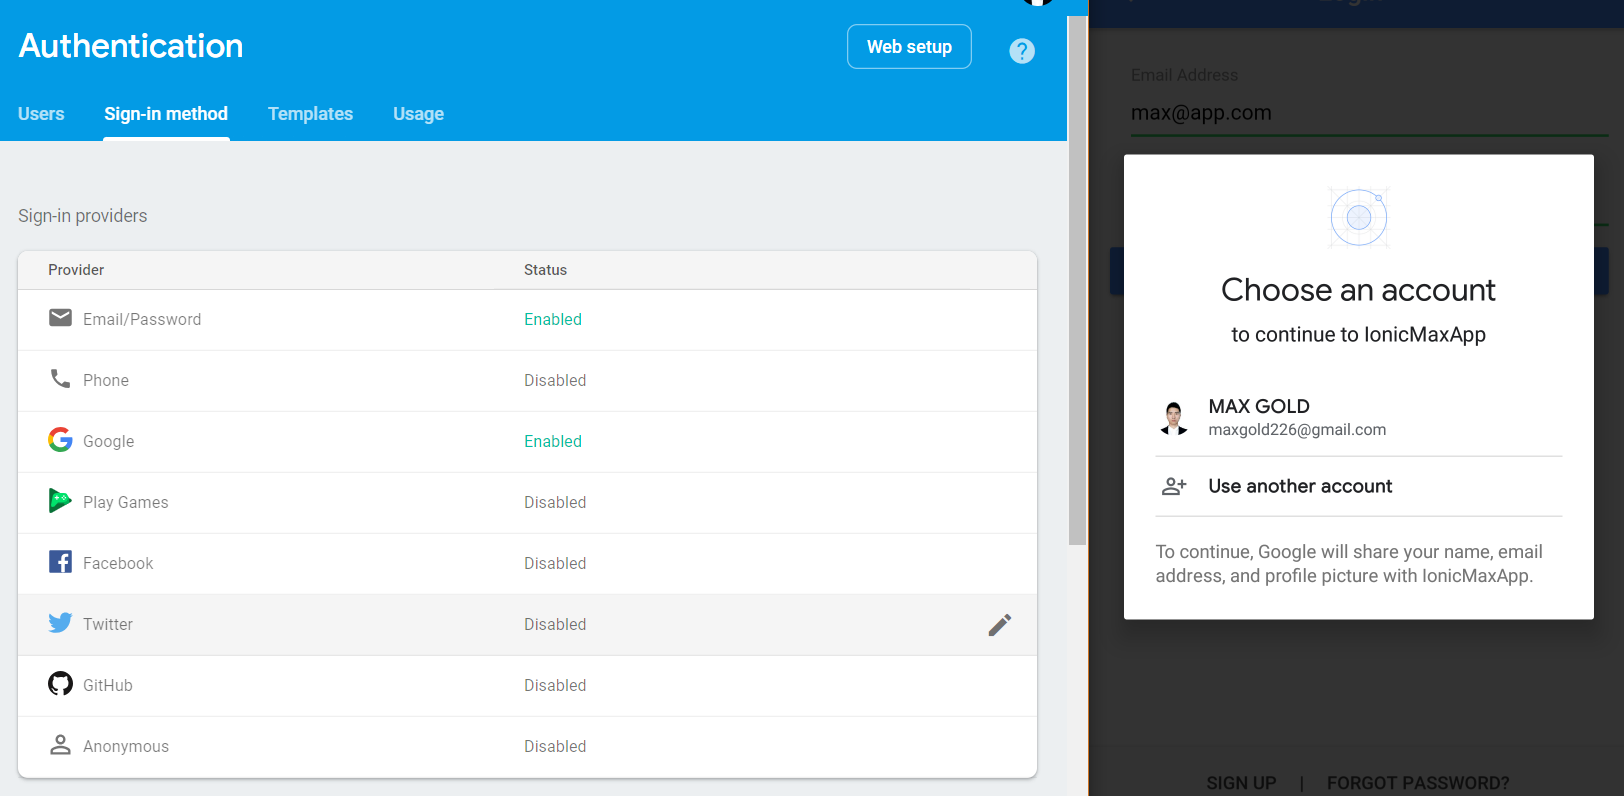 Authentication
Web setup
?
Users
Sign-in method
Templates
Usage
Sign-in providers
Provider
Status
Email/Password
Enabled
Phone
Disabled
Google
Enabled
Play Games
Disabled
Facebook
Disabled
Twitter
Disabled
GitHub
Disabled
Anonymous
Disabled
Email Address
max@app.com
Choose an account
to continue to IonicMaxApp
MAX GOLD
maxgold226@gmail.com
Use another account
To continue, Google will share your name, email
address, and profile picture with IonicMaxApp.
SIGN UP | FORGOT PASSWORD?